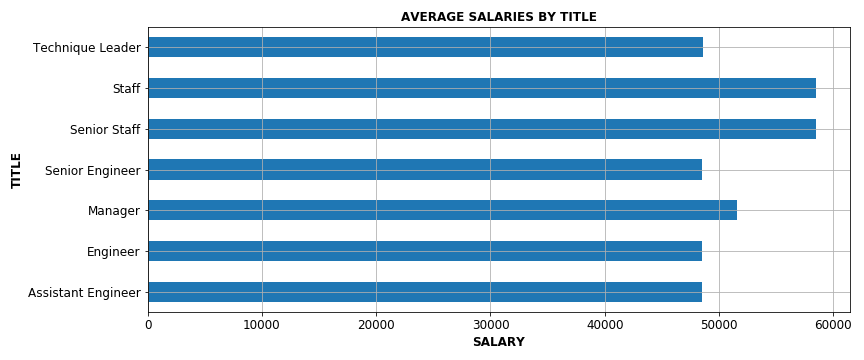 AVERAGE SALARIES BY TITLE
Technique Leader
Staff
Senior Staff
Senior Engineer
Manager
Engineer
Assistant Engineer
TITLE
0 10000 20000 30000 40000 50000 60000
SALARY